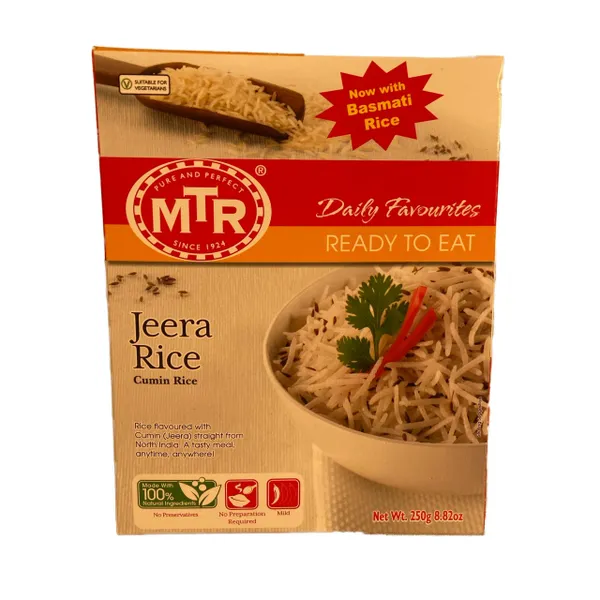 SUITABLE FOR
VEGETARIANS
Now with
Basmati
Rice
PURE AND PERFECT
MTR
SINCE 1924
®
Daily Favourites
READY TO EAT
Jeera
Rice
Cumin Rice
Rice flavoured with
Cumin (Jeera) straight from
North India. A tasty meal,
anytime, anywhere!
Made With
100%
Natural Ingredients
No Preservatives
No Preparation
Required
Mild
Net Wt. 250g 8.82oz